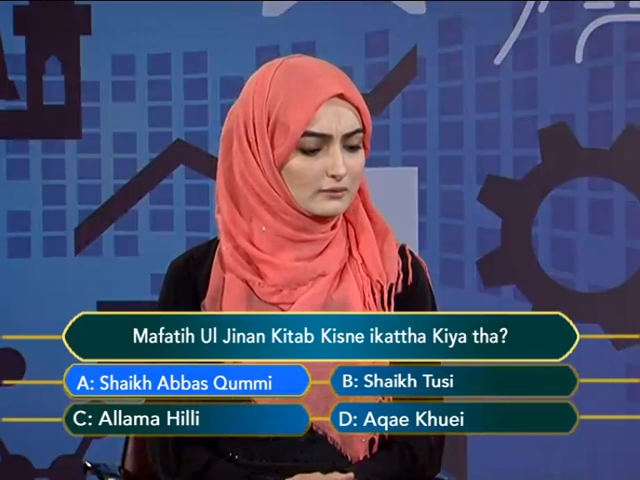 Mafatih Ul Jinan Kitab Kisne ikattha Kiya tha?
A: Shaikh Abbas Qummi
B: Shaikh Tusi
C: Allama Hilli
D: Aqae Khuei